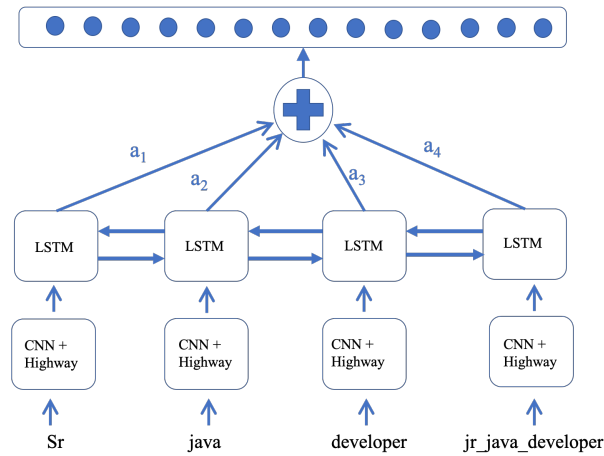 a1
a2
a3
a4
LSTM
LSTM
LSTM
LSTM
CNN +
Highway
CNN +
Highway
CNN +
Highway
CNN +
Highway
Sr
java
developer
jr_java_developer